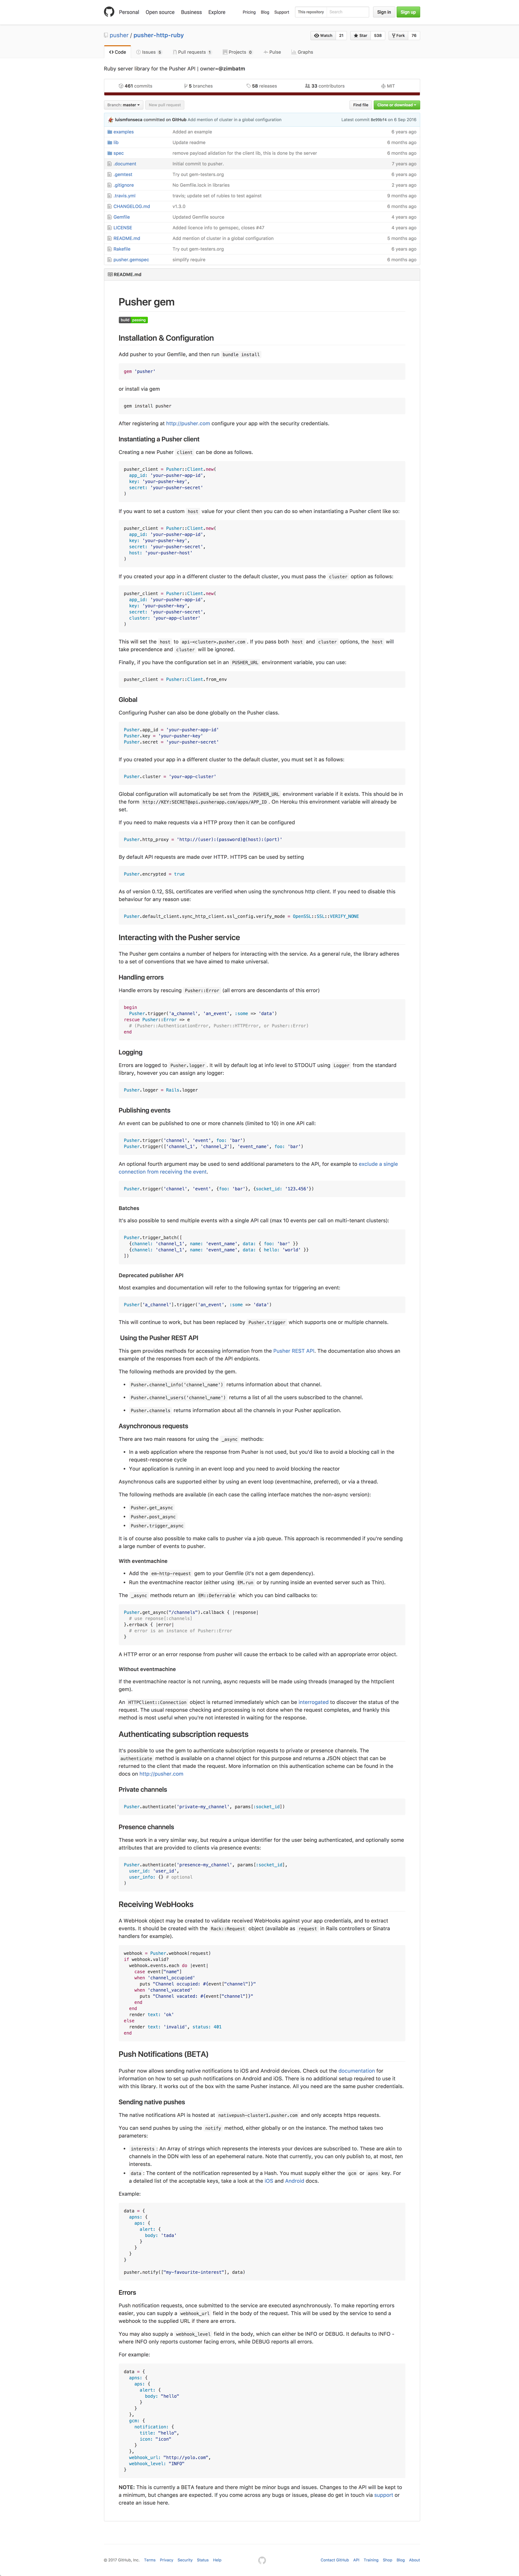 Personal Open source Business Explore Pricing Blog Support This repository Search Sign in Sign up
pusher / pusher-http-ruby Watch 21 Star 538 Fork 76
Code Issues 5 Pull requests 1 Projects 0 Pulse Graphs
Ruby server library for the Pusher API | owner=@zimbatm
481 commits 5 branches 58 releases 33 contributors MIT
Branch: master New pull request Find file Clone or download
luismfonseca committed on GitHub Add mention of cluster in a global configuration Latest commit on 9 Sep 2016
examples Added an example 6 years ago
lib Update readme 6 months ago
spec remove payload alidation for the client lib, this is done by the server 6 months ago
.document Initial commit to pusher. 7 years ago
.gemtest Try out gem-testers.org 6 years ago
.gitignore No Gemfile.lock in libraries 2 years ago
.travis.yml travis; update set of rubies to test against 9 months ago
CHANGELOG.md v1.3.0 6 months ago
Gemfile Updated Gemfile source 4 years ago
LICENSE Added licence info to gemspec, closes #47 4 years ago
README.md Add mention of cluster in a global configuration 5 months ago
Rakefile Try out gem-testers.org 6 years ago
pusher.gemspec simplify require 6 months ago
README.md
Pusher gem
build passing
Installation & Configuration
Add pusher to your Gemfile, and then run bundle install
gem 'pusher'
or install via gem
gem install pusher
After registering at http://pusher.com configure your app with the security credentials.
Instantiating a Pusher client
Creating a new Pusher client can be done as follows.
pusher_client = Pusher::Client.new(
app_id: 'your-pusher-app-id',
key: 'your-pusher-key',
secret: 'your-pusher-secret'
)
If you want to set a custom host value for your client then you can do so when instantiating a Pusher client like so:
pusher_client = Pusher::Client.new(
app_id: 'your-pusher-app-id',
key: 'your-pusher-key',
secret: 'your-pusher-secret',
host: 'your-pusher-host'
)
If you created your app in a different cluster to the default cluster, you must pass the cluster option as follows:
pusher_client = Pusher::Client.new(
app_id: 'your-pusher-app-id',
key: 'your-pusher-key',
secret: 'your-pusher-secret',
cluster: 'your-app-cluster'
)
This will set the host to api-<cluster>.pusher.com . If you pass both host and cluster options, the host will
take precendence and cluster will be ignored.
Finally, if you have the configuration set in an PUSHER_URL environment variable, you can use:
pusher_client = Pusher::Client.from_env
Global
Configuring Pusher can also be done globally on the Pusher class.
Pusher.app_id = 'your-pusher-app-id'
Pusher.key = 'your-pusher-key'
Pusher.secret = 'your-pusher-secret'
If you created your app in a different cluster to the default cluster, you must set it as follows:
Pusher.cluster = 'your-app-cluster'
Global configuration will automatically be set from the PUSHER_URL environment variable if it exists. This should be in
the form http://KEY:SECRET@api.pusherapp.com/apps/APP_ID . On Heroku this environment variable will already be
set.
If you need to make requests via a HTTP proxy then it can be configured
Pusher.http_proxy = 'http://(user):(password)@(host):(port)'
By default API requests are made over HTTP. HTTPS can be used by setting
Pusher.encrypted = true
As of version 0.12, SSL certificates are verified when using the synchronous http client. If you need to disable this
behaviour for any reason use:
Pusher.default_client.sync_http_client.ssl_config.verify_mode = OpenSSL::SSL::VERIFY_NONE
Interacting with the Pusher service
The Pusher gem contains a number of helpers for interacting with the service. As a general rule, the library adheres
to a set of conventions that we have aimed to make universal.
Handling errors
Handle errors by rescuing Pusher::Error (all errors are descendants of this error)
begin
Pusher.trigger('a_channel', 'an_event', :some => 'data')
rescue Pusher::Error => e
# (Pusher::AuthenticationError, Pusher::HTTPError, or Pusher::Error)
end
Logging
Errors are logged to Pusher.logger . It will by default log at info level to STDOUT using Logger from the standard
library, however you can assign any logger:
Pusher.logger = Rails.logger
Publishing events
An event can be published to one or more channels (limited to 10) in one API call:
Pusher.trigger('channel', 'event', foo: 'bar')
Pusher.trigger(['channel_1', 'channel_2'], 'event_name', foo: 'bar')
An optional fourth argument may be used to send additional parameters to the API, for example to exclude a single
connection from receiving the event.
Pusher.trigger('channel', 'event', {foo: 'bar'}, {socket_id: '123.456'})
Batches
It's also possible to send multiple events with a single API call (max 10 events per call on multi-tenant clusters):
Pusher.trigger_batch([
{channel: 'channel_1', name: 'event_name', data: { foo: 'bar' }}
{channel: 'channel_1', name: 'event_name', data: { hello: 'world' }}
])
Deprecated publisher API
Most examples and documentation will refer to the following syntax for triggering an event:
Pusher['a_channel'].trigger('an_event', :some => 'data')
This will continue to work, but has been replaced by Pusher.trigger which supports one or multiple channels.
Using the Pusher REST API
This gem provides methods for accessing information from the Pusher REST API. The documentation also shows an
example of the responses from each of the API endpoints.
The following methods are provided by the gem.
Pusher.channel_info('channel_name') returns information about that channel.
Pusher.channel_users('channel_name') returns a list of all the users subscribed to the channel.
Pusher.channels returns information about all the channels in your Pusher application.
Asynchronous requests
There are two main reasons for using the _async methods:
In a web application where the response from Pusher is not used, but you'd like to avoid a blocking call in the
request-response cycle
Your application is running in an event loop and you need to avoid blocking the reactor
Asynchronous calls are supported either by using an event loop (eventmachine, preferred), or via a thread.
The following methods are available (in each case the calling interface matches the non-async version):
Pusher.get_async
Pusher.post_async
Pusher.trigger_async
It is of course also possible to make calls to pusher via a job queue. This approach is recommended if you're sending
a large number of events to pusher.
With eventmachine
Add the em-http-request gem to your Gemfile (it's not a gem dependency).
Run the eventmachine reactor (either using EM.run or by running inside an evented server such as Thin).
The _async methods return an EM::Deferrable which you can bind callbacks to:
Pusher.get_async("/channels").callback { |response|
# use reponse[:channels]
}.errback { |error|
# error is an instance of Pusher::Error
}
A HTTP error or an error response from pusher will cause the errback to be called with an appropriate error object.
Without eventmachine
If the eventmachine reactor is not running, async requests will be made using threads (managed by the httpclient
gem).
An HTTPClient::Connection object is returned immediately which can be interrogated to discover the status of the
request. The usual response checking and processing is not done when the request completes, and frankly this
method is most useful when you're not interested in waiting for the response.
Authenticating subscription requests
It's possible to use the gem to authenticate subscription requests to private or presence channels. The
authenticate method is available on a channel object for this purpose and returns a JSON object that can be
returned to the client that made the request. More information on this authentication scheme can be found in the
docs on http://pusher.com
Private channels
Pusher.authenticate('private-my_channel', params[:socket_id])
Presence channels
These work in a very similar way, but require a unique identifier for the user being authenticated, and optionally some
attributes that are provided to clients via presence events:
Pusher.authenticate('presence-my_channel', params[:socket_id],
user_id: 'user_id',
user_info: {} # optional
)
Receiving WebHooks
A WebHook object may be created to validate received WebHooks against your app credentials, and to extract
events. It should be created with the Rack::Request object (available as request in Rails controllers or Sinatra
handlers for example).
webhook = Pusher.webhook(request)
if webhook.valid?
webhook.events.each do |event|
case event["name"]
when 'channel_occupied'
puts "Channel occupied: #{event["channel"]}"
when 'channel_vacated'
puts "Channel vacated: #{event["channel"]}"
end
end
render text: 'ok'
else
render text: 'invalid', status: 401
end
Push Notifications (BETA)
Pusher now allows sending native notifications to iOS and Android devices. Check out the documentation for
information on how to set up push notifications on Android and iOS. There is no additional setup required to use it
with this library. It works out of the box with the same Pusher instance. All you need are the same pusher credentials.
Sending native pushes
The native notifications API is hosted at nativepush-cluster1.pusher.com and only accepts https requests.
You can send pushes by using the notify method, either globally or on the instance. The method takes two
parameters:
interests : An Array of strings which represents the interests your devices are subscribed to. These are akin to
channels in the DDN with less of an epehemeral nature. Note that currently, you can only publish to, at most, ten
interests.
data : The content of the notification represented by a Hash. You must supply either the gcm or apns key. For
a detailed list of the acceptable keys, take a look at the iOS and Android docs.
Example:
data = {
apns: {
aps: {
alert: {
body: 'tada'
}
}
}
}
pusher.notify(["my-favourite-interest"], data)
Errors
Push notification requests, once submitted to the service are executed asynchronously. To make reporting errors
easier, you can supply a webhook_url field in the body of the request. This will be used by the service to send a
webhook to the supplied URL if there are errors.
You may also supply a webhook_level field in the body, which can either be INFO or DEBUG. It defaults to INFO -
where INFO only reports customer facing errors, while DEBUG reports all errors.
For example:
data = {
apns: {
aps: {
alert: {
body: "hello"
}
}
},
gcm: {
notification: {
title: "hello",
icon: "icon"
}
},
webhook_url: "http://yolo.com",
webhook_level: "INFO"
}
NOTE: This is currently a BETA feature and there might be minor bugs and issues. Changes to the API will be kept to
a minimum, but changes are expected. If you come across any bugs or issues, please do get in touch via support or
create an issue here.
© 2017 GitHub, Inc. Terms Privacy Security Status Help Contact GitHub API Training Shop Blog About